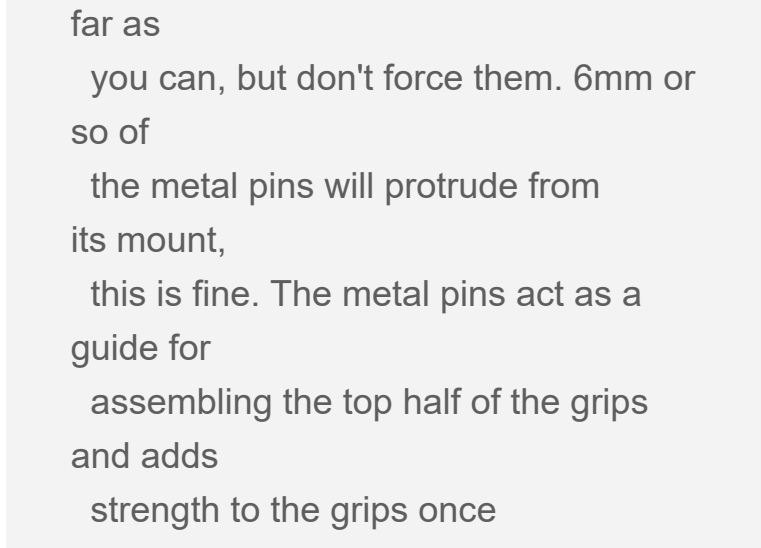 far as
you can, but don't force them. 6mm or
so of
the metal pins will protrude from
its mount,
this is fine. The metal pins act as a
guide for
assembling the top half of the grips
and adds
strength to the grips once